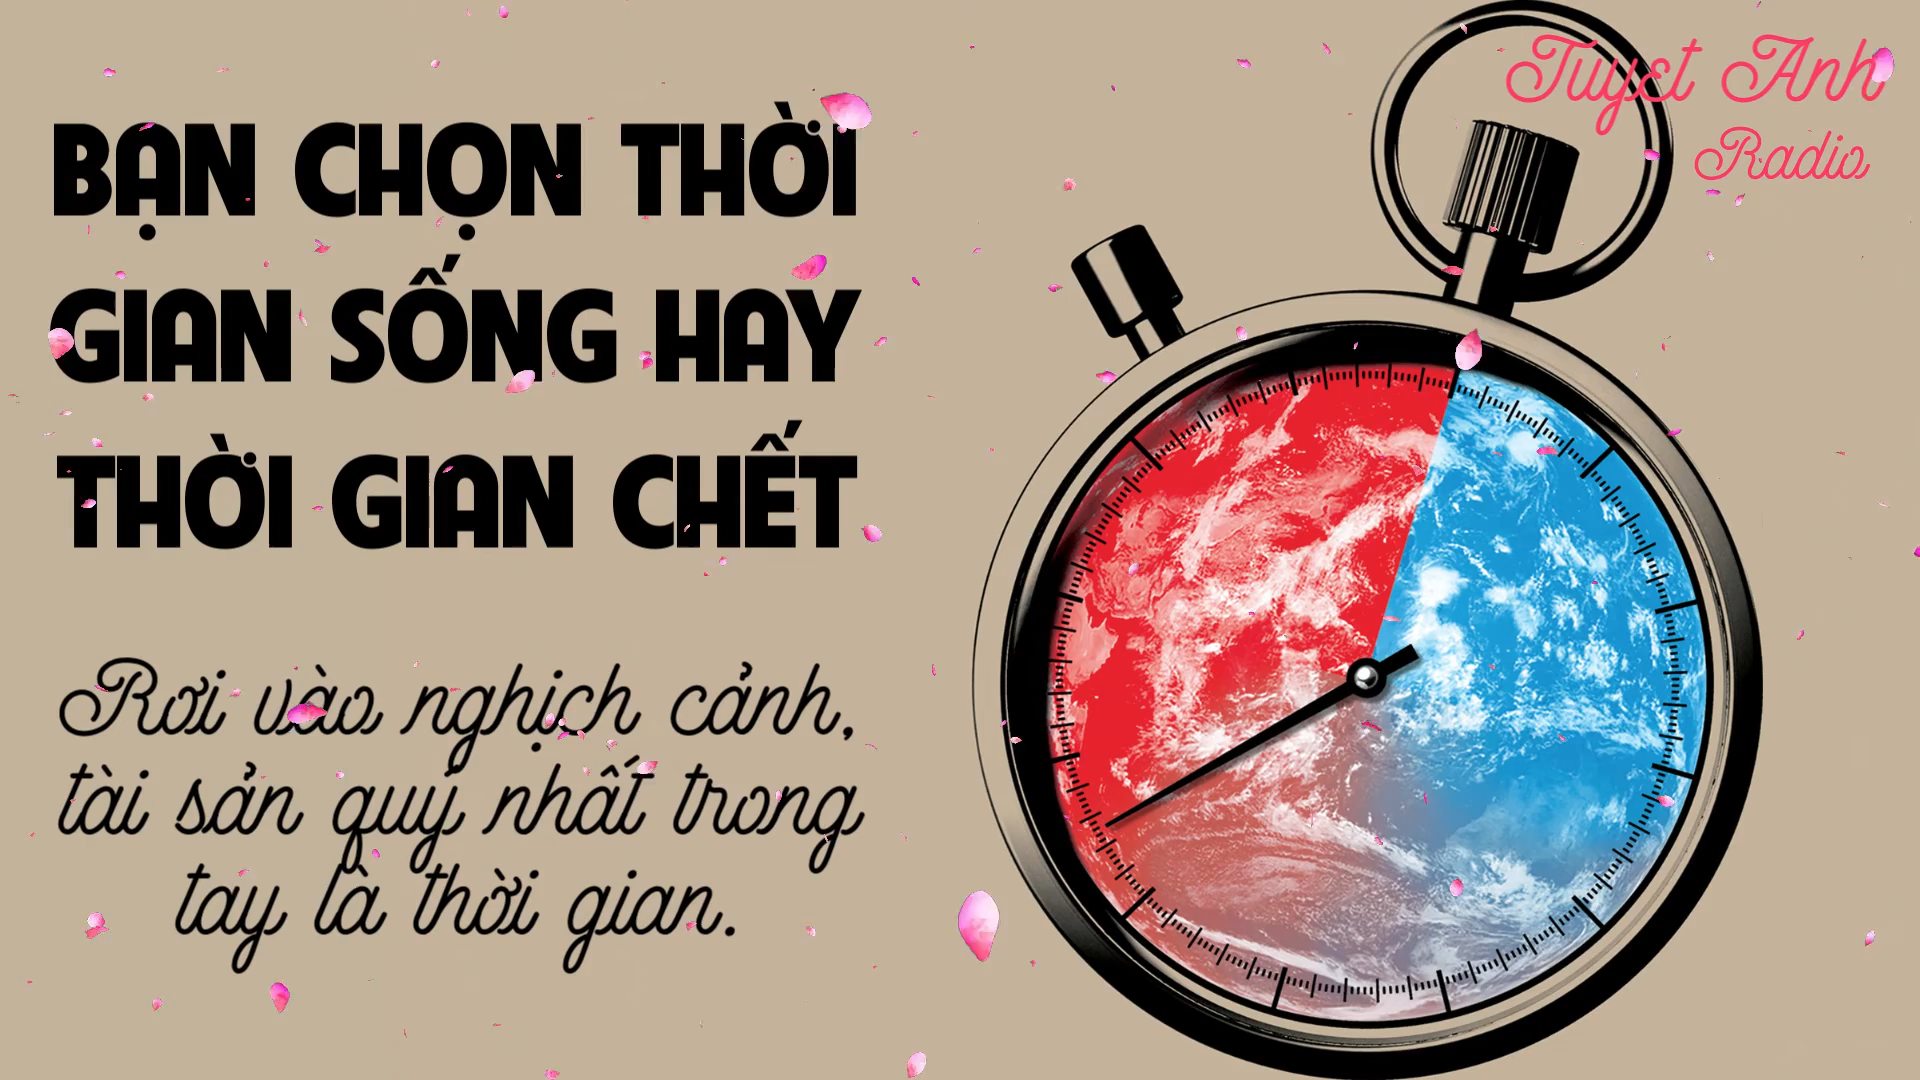 BẠN CHỌN THỜI
GIAN SỐNG HAY
THỜI GIAN CHẾT
Rơi vào nghịch cảnh,
tài sản quý nhất trong
tay là thời gian.
Tuyet Anh
Radio